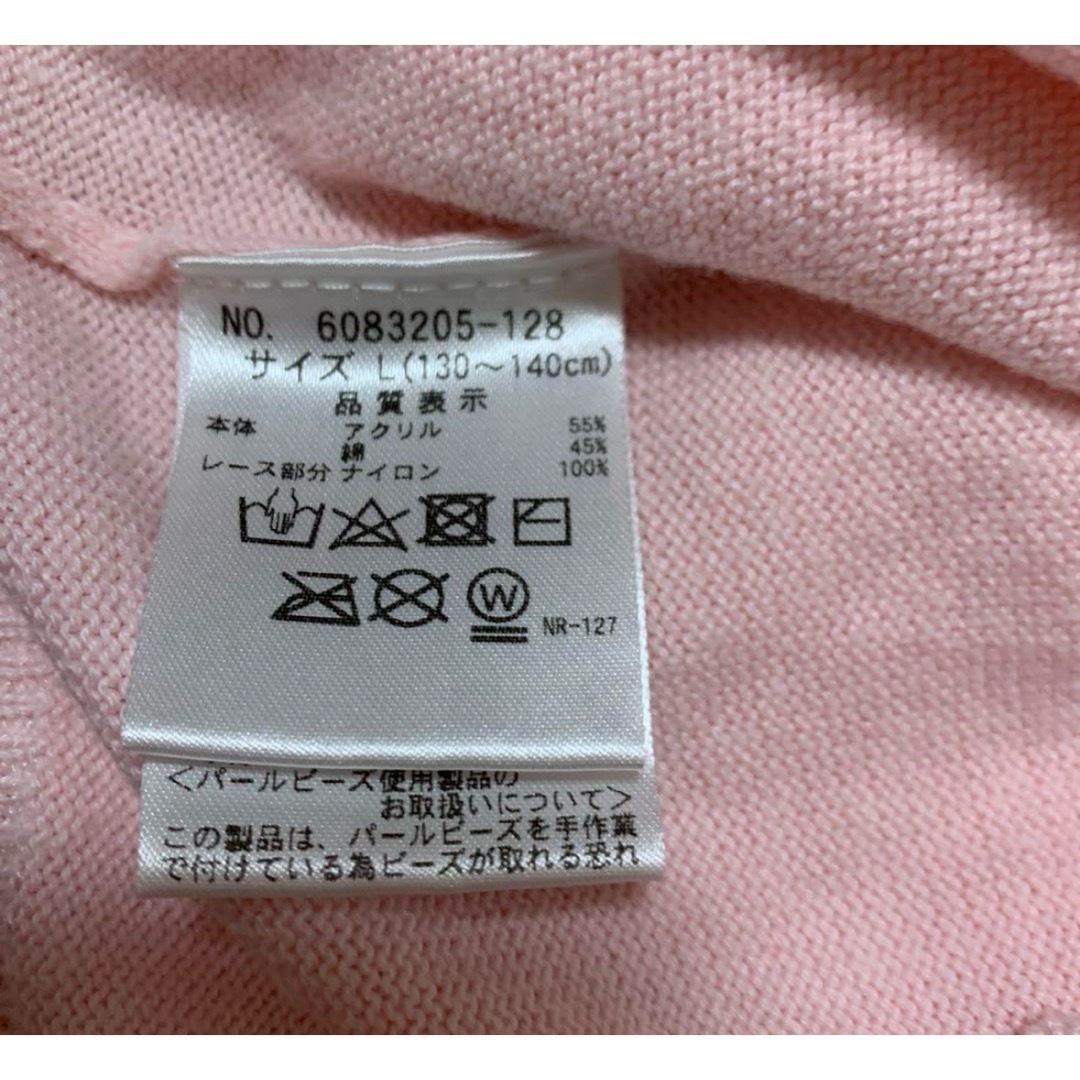 NO. 6083205-128
サイズ L(130～140cm)
品質表示
本体 アクリル 55%
綿 45%
レース部分 ナイロン 100%
W
NR-127
＜パールビーズ使用製品の
お取扱いについて＞
この製品は、パールビーズを手作業
で付けている為ビーズが取れる恐れ